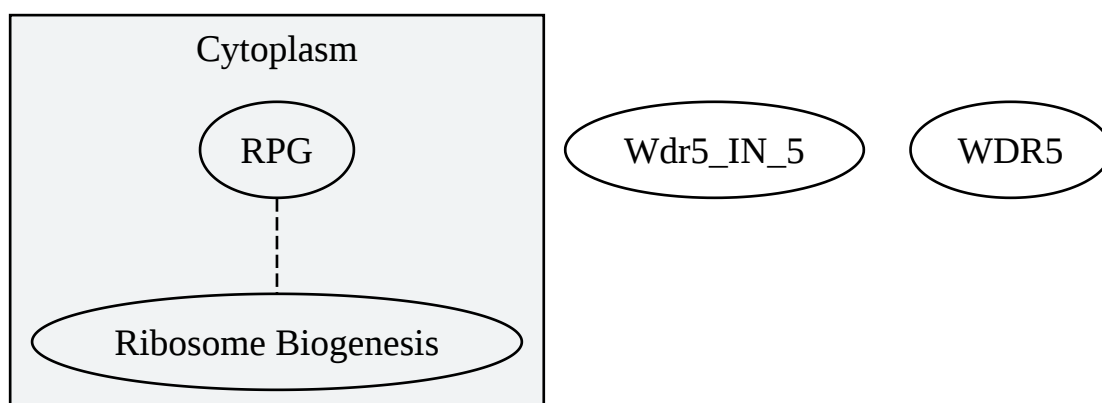 Cytoplasm
RPG
Wdr5_IN_5
WDR5
Ribosome Biogenesis